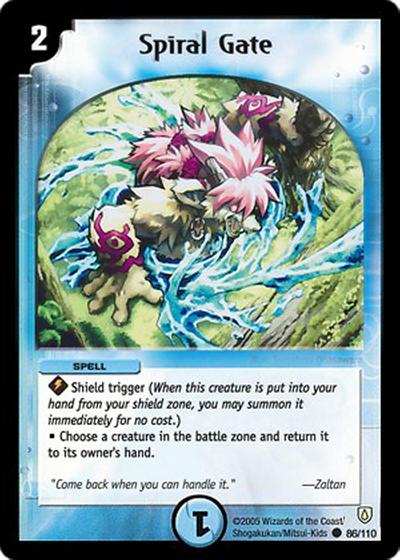 2
Spiral Gate
SPELL
Shield trigger (When this creature is put into your
hand from your shield zone, you may summon it
immediately for no cost.)
▪ Choose a creature in the battle zone and return it
to its owner's hand.
"Come back when you can handle it." —Zaltan
1
©2005 Wizards of the Coast/
Shogakukan/Mitsui-Kids ● 86/110